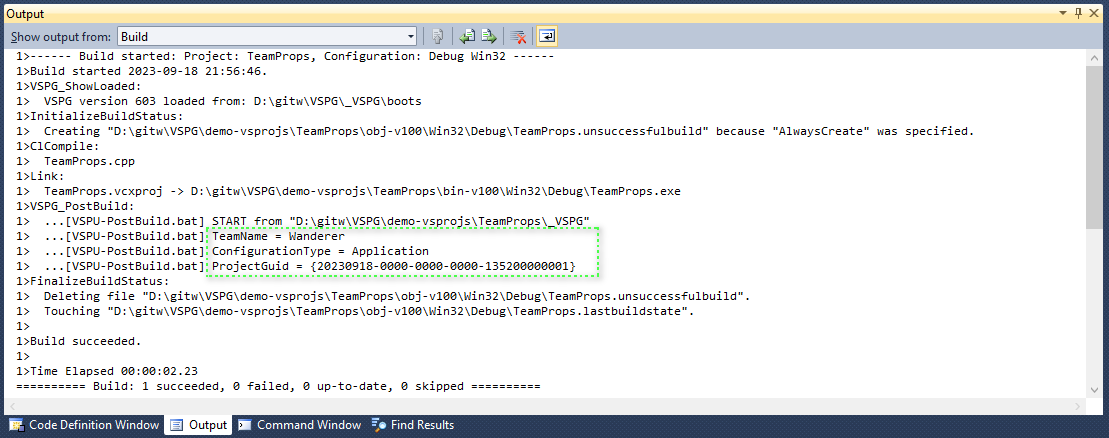 Output
Show output from: Build
1>------ Build started: Project: TeamProps, Configuration: Debug Win32 ------
1>Build started 2023-09-18 21:56:46.
1>VSPG_ShowLoaded:
1>  VSPG version 603 loaded from: D:\gitw\VSPG\_VSPG\boots
1>InitializeBuildStatus:
1>  Creating "D:\gitw\VSPG\demo-vsprojs\TeamProps\obj-v100\Win32\Debug\TeamProps.unsuccessfulbuild" because "AlwaysCreate" was specified.
1>ClCompile:
1>  TeamProps.cpp
1>Link:
1>  TeamProps.vcxproj -> D:\gitw\VSPG\demo-vsprojs\TeamProps\bin-v100\Win32\Debug\TeamProps.exe
1>VSPG_PostBuild:
1>  ...[VSPU-PostBuild.bat] START from "D:\gitw\VSPG\demo-vsprojs\TeamProps\_VSPG"
1>  ...[VSPU-PostBuild.bat] TeamName = Wanderer
1>  ...[VSPU-PostBuild.bat] ConfigurationType = Application
1>  ...[VSPU-PostBuild.bat] ProjectGuid = {20230918-0000-0000-0000-135200000001}
1>FinalizeBuildStatus:
1>  Deleting file "D:\gitw\VSPG\demo-vsprojs\TeamProps\obj-v100\Win32\Debug\TeamProps.unsuccessfulbuild".
1>  Touching "D:\gitw\VSPG\demo-vsprojs\TeamProps\obj-v100\Win32\Debug\TeamProps.lastbuildstate".
1>
1>Build succeeded.
1>
1>Time Elapsed 00:00:02.23
========== Build: 1 succeeded, 0 failed, 0 up-to-date, 0 skipped ==========
Code Definition Window Output Command Window Find Results